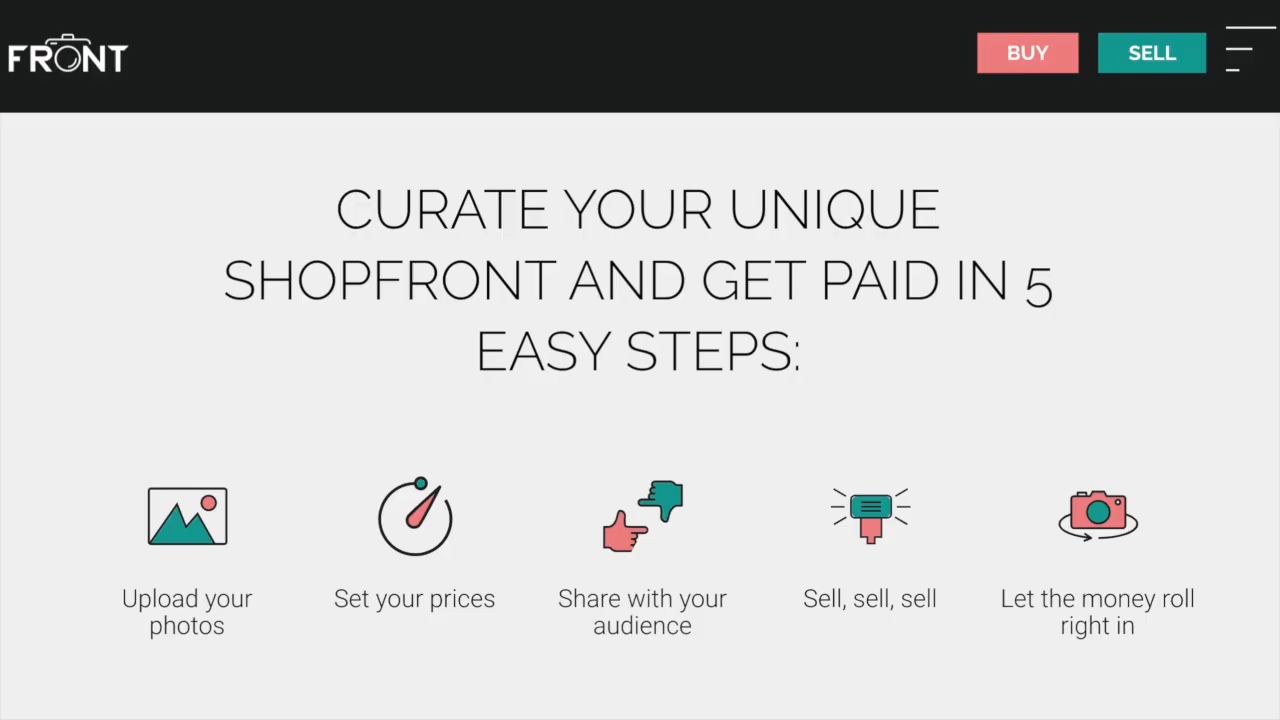 FRONT
BUY
SELL
CURATE YOUR UNIQUE
SHOPFRONT AND GET PAID IN 5
EASY STEPS:
Upload your
photos
Set your prices
Share with your
audience
Sell, sell, sell
Let the money roll
right in